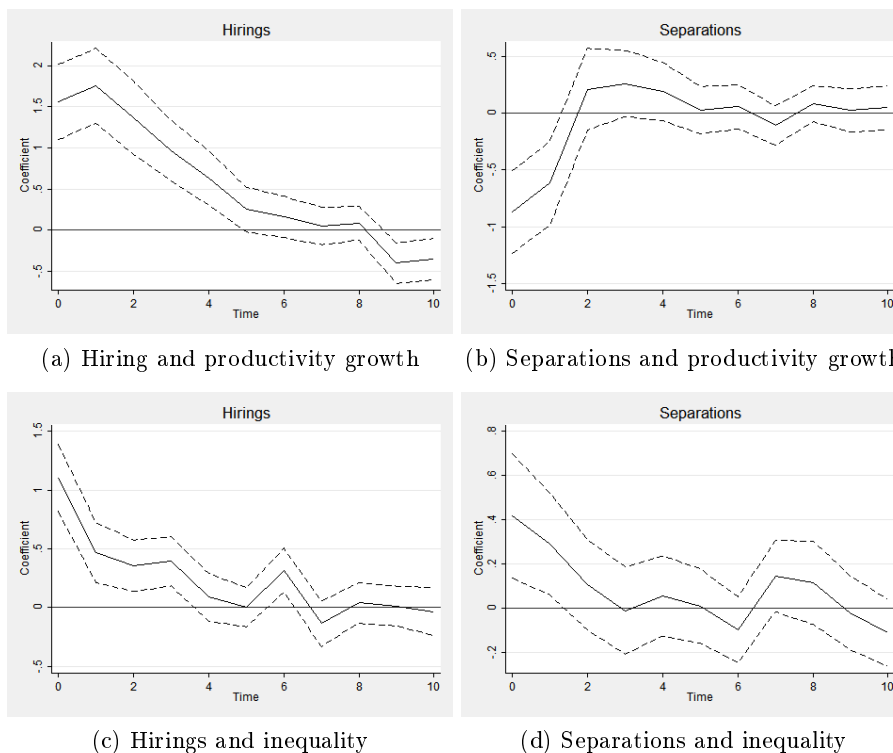 Hirings
Coefficient
2
1.5
1
.5
0
-.5
0 2 4 6 8 10
Time
Separations
Coefficient
.5
0
-.5
-1
-1.5
0 2 4 6 8 10
Time
(a) Hiring and productivity growth
(b) Separations and productivity growth
Hirings
Coefficient
1.5
1
.5
0
-.5
0 2 4 6 8 10
Time
Separations
Coefficient
.8
.6
.4
.2
0
-.2
0 2 4 6 8 10
Time
(c) Hirings and inequality
(d) Separations and inequality